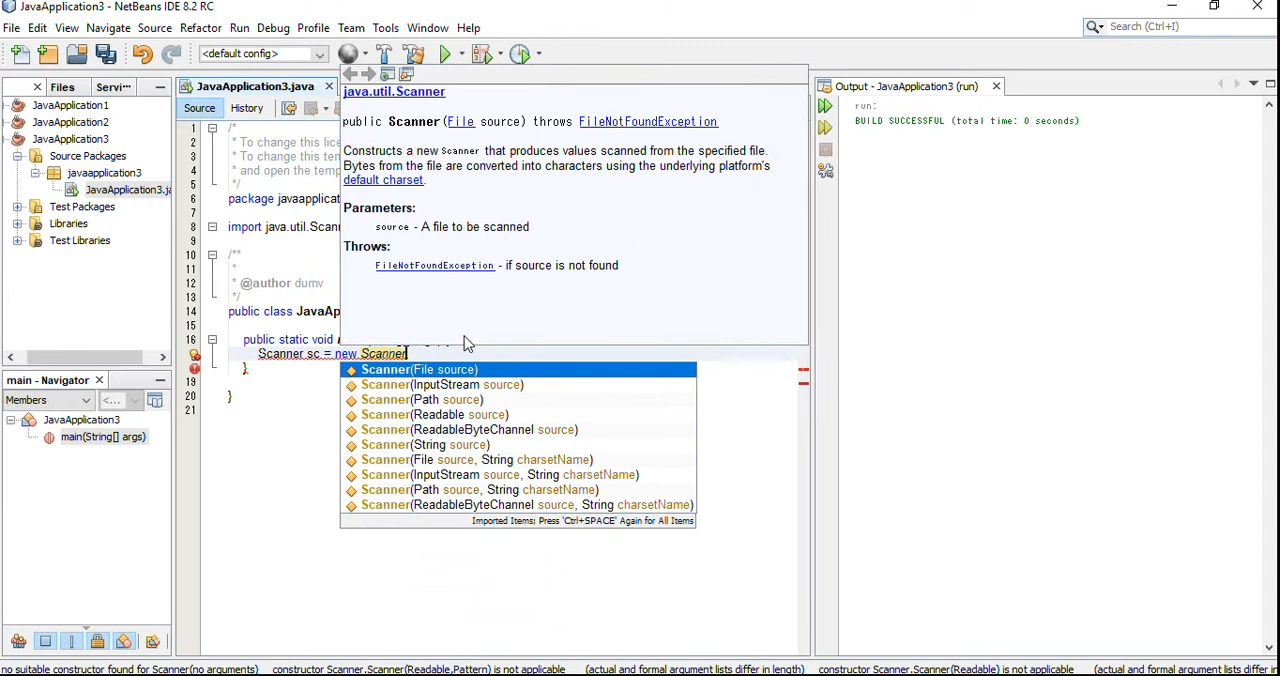 JavaApplication3 - NetBeans IDE 8.2 RC
File Edit View Navigate Source Refactor Run Debug Profile Team Tools Window Help
Search (Ctrl+I)
<default config>
Files Servi
JavaApplication1
JavaApplication2
JavaApplication3
Source Packages
javaapplication3
JavaApplication3.ja
Test Packages
Libraries
Test Libraries
main - Navigator
Members
<...
JavaApplication3
main(String[] args)
JavaApplication3.java
Source History
1 /*
2 * To change this lice
3 * To change this tem
4 * and open the temp
5 */
6 package javaapplicat
7
8 import java.util.Scann
9
10 /**
11 *
12 * @author dumv
13 */
14 public class JavaAp
15
16 public static void
Scanner sc = new Scanner
}
19
20 }
21
java.util.Scanner
public Scanner(File source) throws FileNotFoundException
Constructs a new Scanner that produces values scanned from the specified file.
Bytes from the file are converted into characters using the underlying platform's
default charset.
Parameters:
source - A file to be scanned
Throws:
FileNotFoundException - if source is not found
Scanner(File source)
Scanner(InputStream source)
Scanner(Path source)
Scanner(Readable source)
Scanner(ReadableByteChannel source)
Scanner(String source)
Scanner(File source, String charsetName)
Scanner(InputStream source, String charsetName)
Scanner(Path source, String charsetName)
Scanner(ReadableByteChannel source, String charsetName)
Imported Items; Press 'Ctrl+SPACE' Again for All Items
Output - JavaApplication3 (run)
run:
BUILD SUCCESSFUL (total time: 0 seconds)
no suitable constructor found for Scanner(no arguments) constructor Scanner.Scanner(Readable,Pattern) is not applicable (actual and formal argument lists differ in length) constructor Scanner.Scanner(Readable) is not applicable (actual and formal argument lists differ in